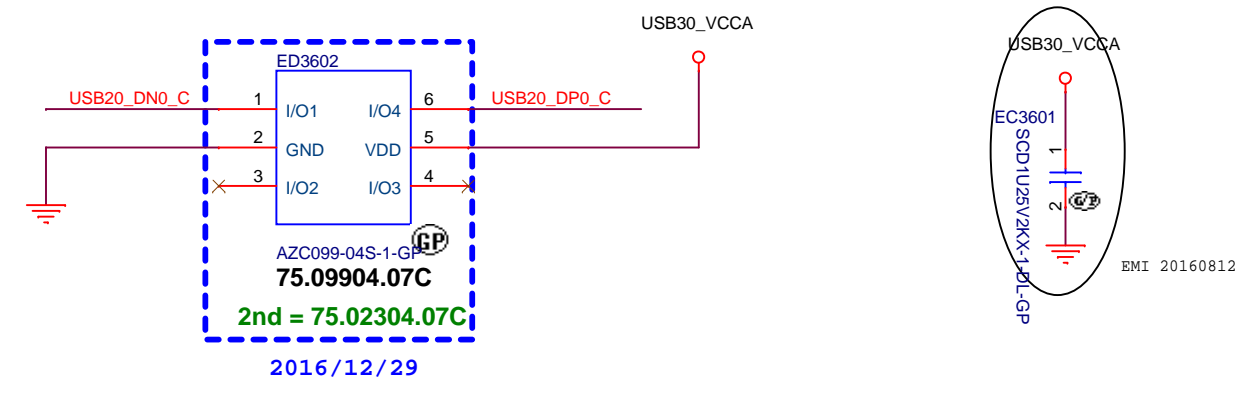 USB30_VCCA
USB30_VCCA
ED3602
USB20_DN0_C
1
I/O1
I/O4
6
USB20_DP0_C
2
GND
VDD
5
3
I/O2
I/O3
4
EC3601
SCD1U25V2KX-1-DL-GP
1
2
G/P
GP
AZC099-04S-1-GP
75.09904.07C
2nd = 75.02304.07C
2016/12/29
EMI 20160812